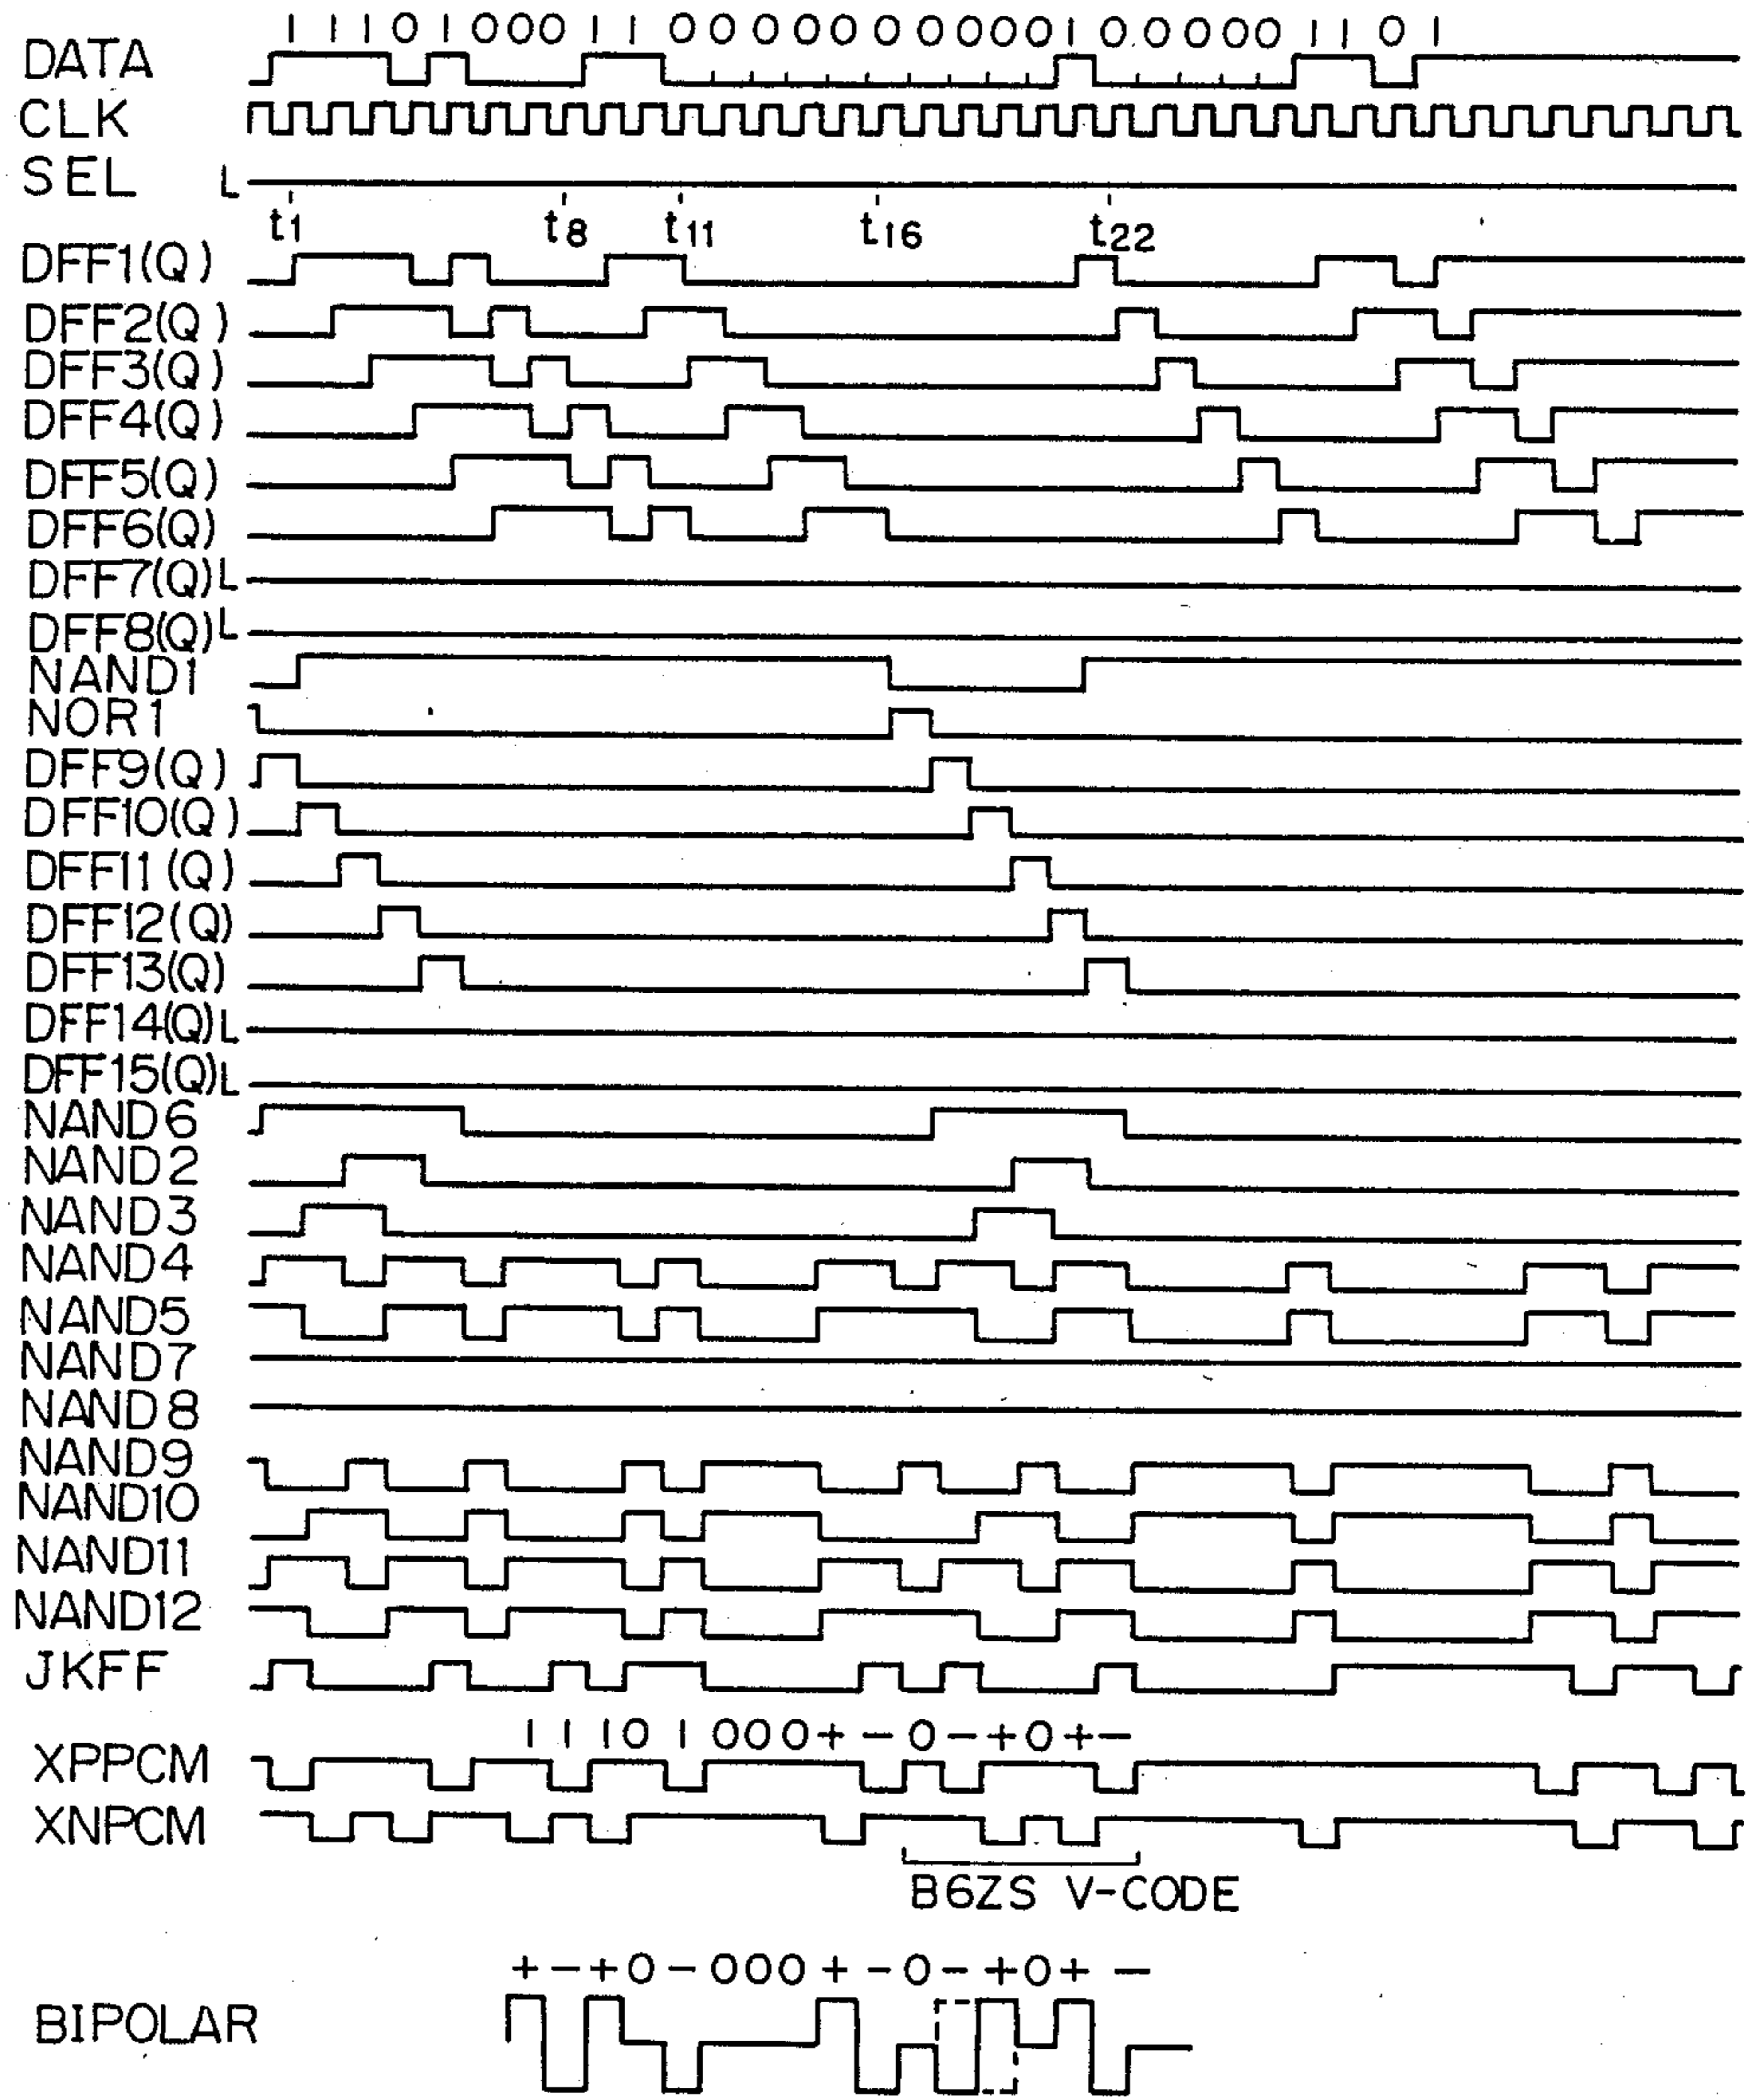 1 1 1 0 1 0 0 0 1 1 0 0 0 0 0 0 0 0 0 0 1 0 0 0 0 0 1 1 0 1
DATA
CLK
SEL L
t1 t8 t11 t16 t22
DFF1(Q)
DFF2(Q)
DFF3(Q)
DFF4(Q)
DFF5(Q)
DFF6(Q)
DFF7(Q)L
DFF8(Q)L
NAND1
NOR1
DFF9(Q)
DFF10(Q)
DFF11(Q)
DFF12(Q)
DFF13(Q)
DFF14(Q)L
DFF15(Q)L
NAND6
NAND2
NAND3
NAND4
NAND5
NAND7
NAND8
NAND9
NAND10
NAND11
NAND12
JKFF
1 1 1 0 1 0 0 0 + - 0 - + 0 + -
XPPCM
XNPCM
B6ZS V-CODE
+ - + 0 - 0 0 0 + - 0 - + 0 + -
BIPOLAR